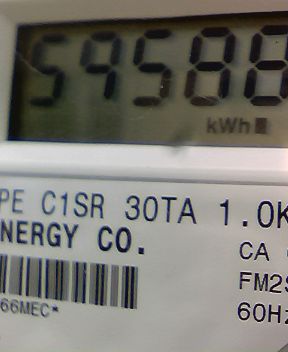 59588
kWh
PE C1SR 30TA 1.0K
NERGY CO.
CA
FM2S
66MEC*
60Hz